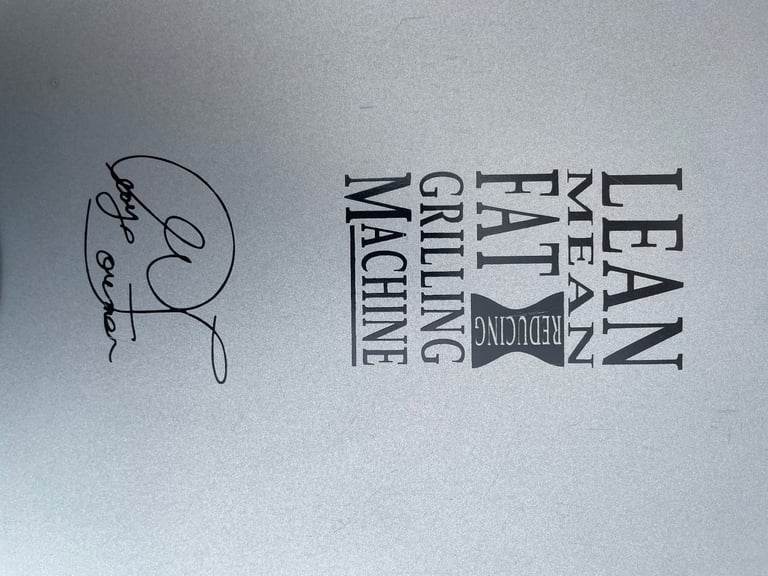 LEAN
MEAN
FAT REDUCING
GRILLING
MACHINE